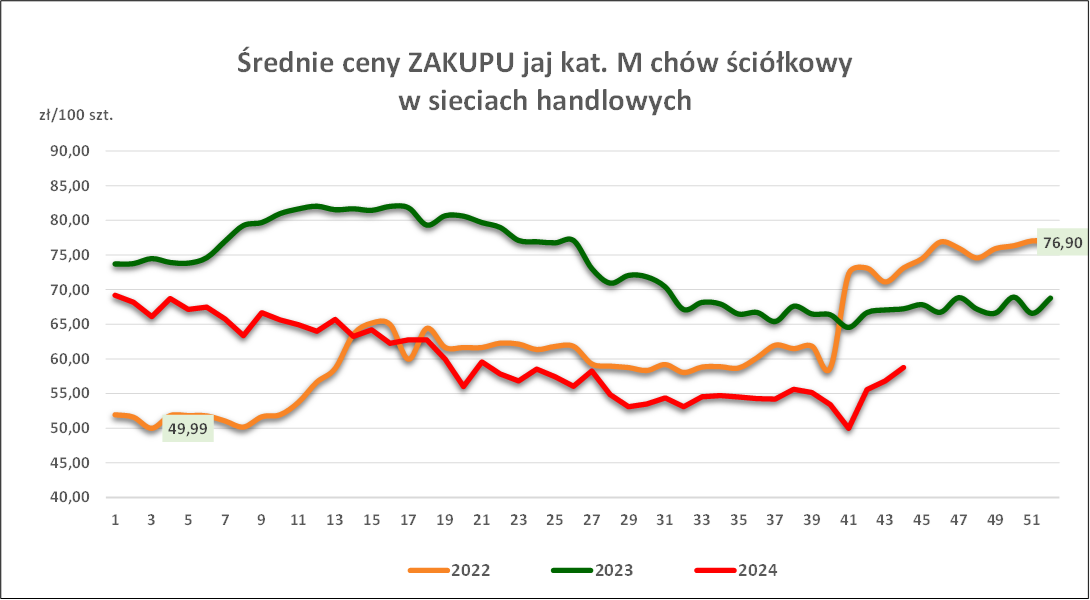 Średnie ceny ZAKUPU jaj kat. M chów ściółkowy
w sieciach handlowych
zł/100 szt.
90,00
85,00
80,00
75,00
76,90
70,00
65,00
60,00
55,00
50,00
49,99
45,00
40,00
1 3 5 7 9 11 13 15 17 19 21 23 25 27 29 31 33 35 37 39 41 43 45 47 49 51
2022 2023 2024